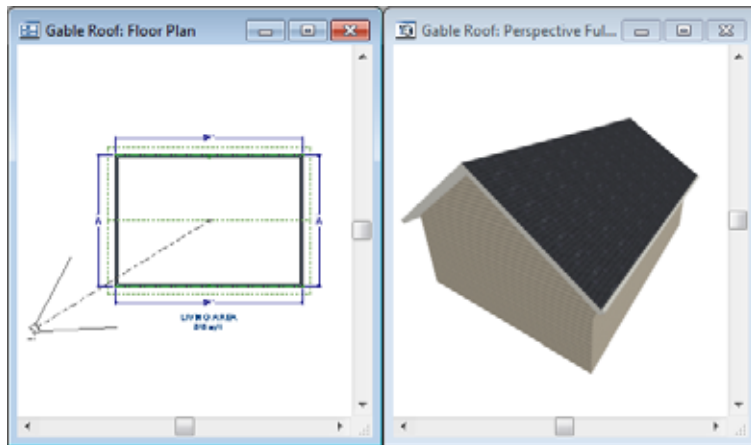 Gable Roof: Floor Plan
Gable Roof: Perspective Ful...
A
A
LIVING AREA